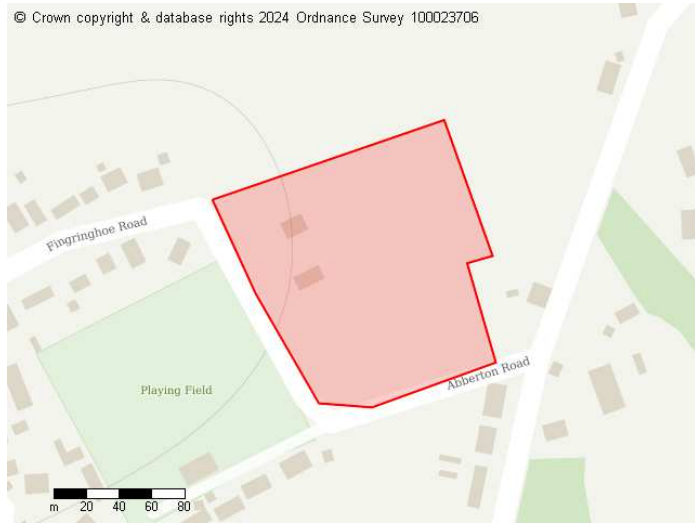 © Crown copyright & database rights 2024 Ordnance Survey 100023706
Fingringhoe Road
Abberton Road
Playing Field
m 20 40 60 80